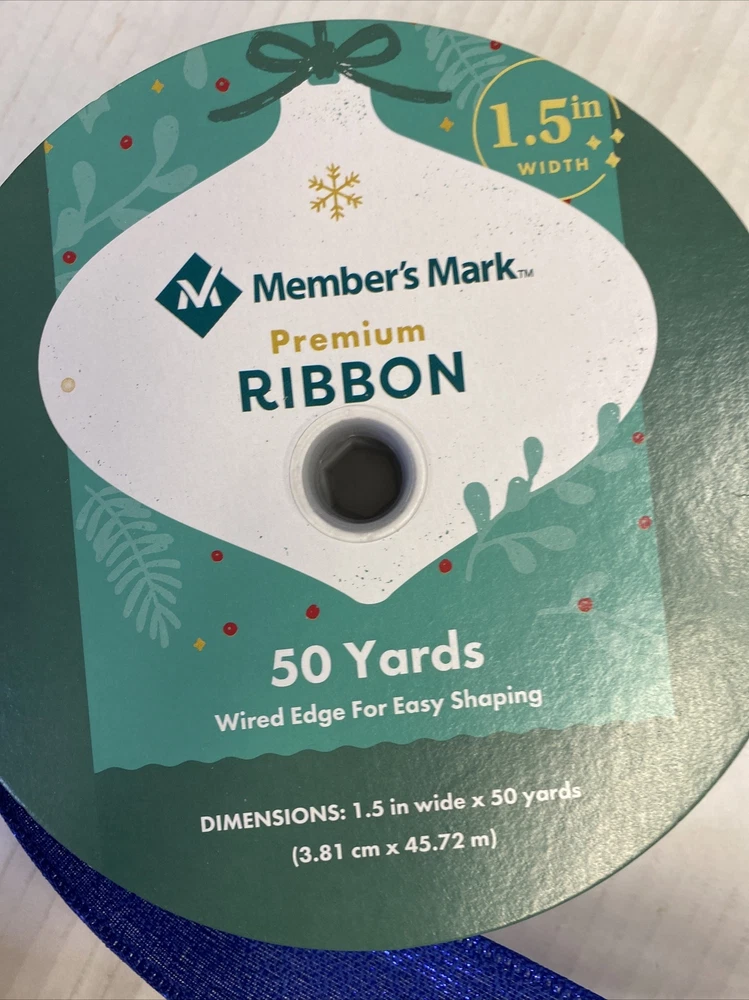 1.5in
WIDTH
Member's Mark™
Premium
RIBBON
50 Yards
Wired Edge For Easy Shaping
DIMENSIONS: 1.5 in wide x 50 yards
(3.81 cm x 45.72 m)